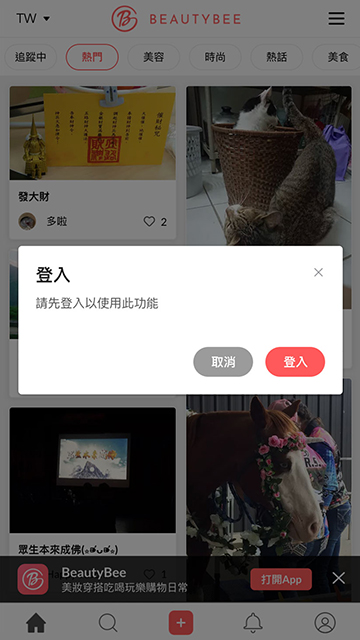 TW
BEAUTYBEE
追蹤中
熱門
美容
時尚
熱話
美食
發大財
多啦
2
登入
請先登入以使用此功能
取消
登入
眾生本來成佛
1
BeautyBee
美妝穿搭吃喝玩樂購物日常
打開App